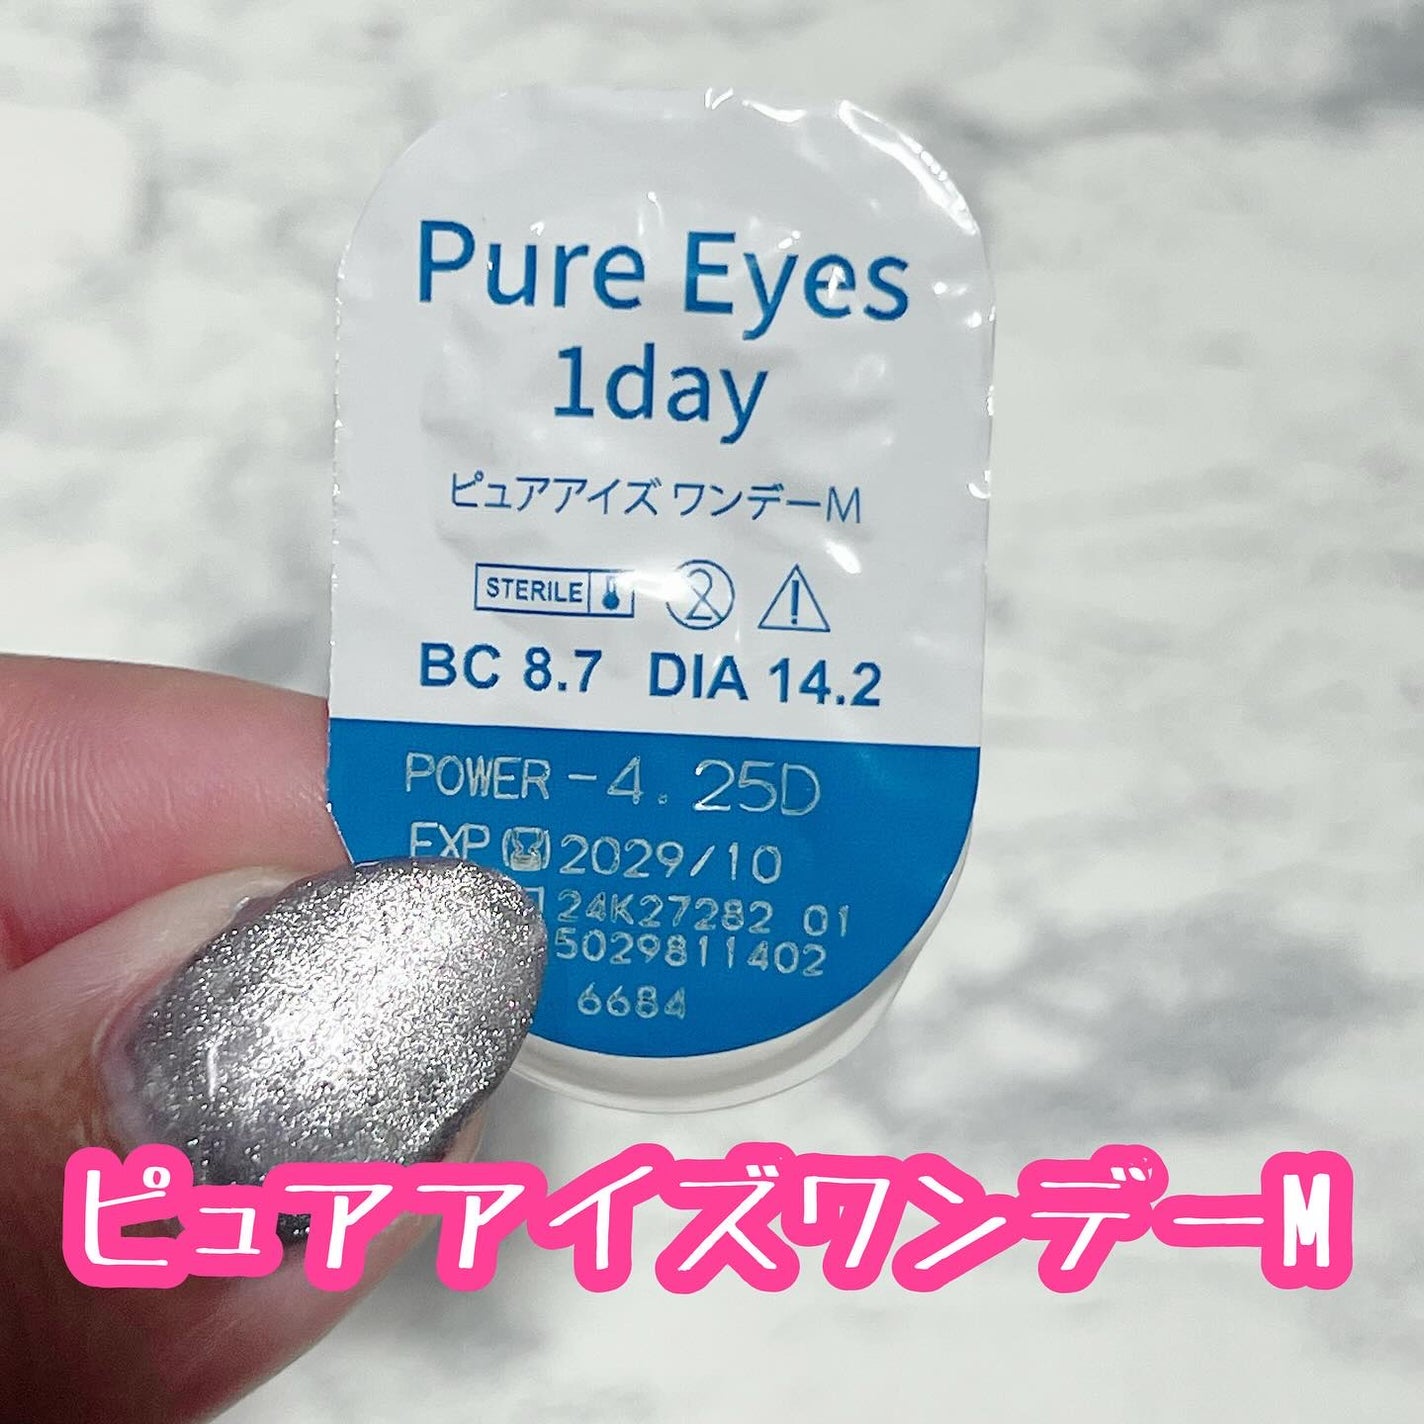 Pure Eyes
1day
ピュアアイズ ワンデーM
STERILE
BC 8.7 DIA 14.2
POWER -4.25D
EXP 2029/10
24K27282 01
5029811402
6684
ピュアアイズワンデーM